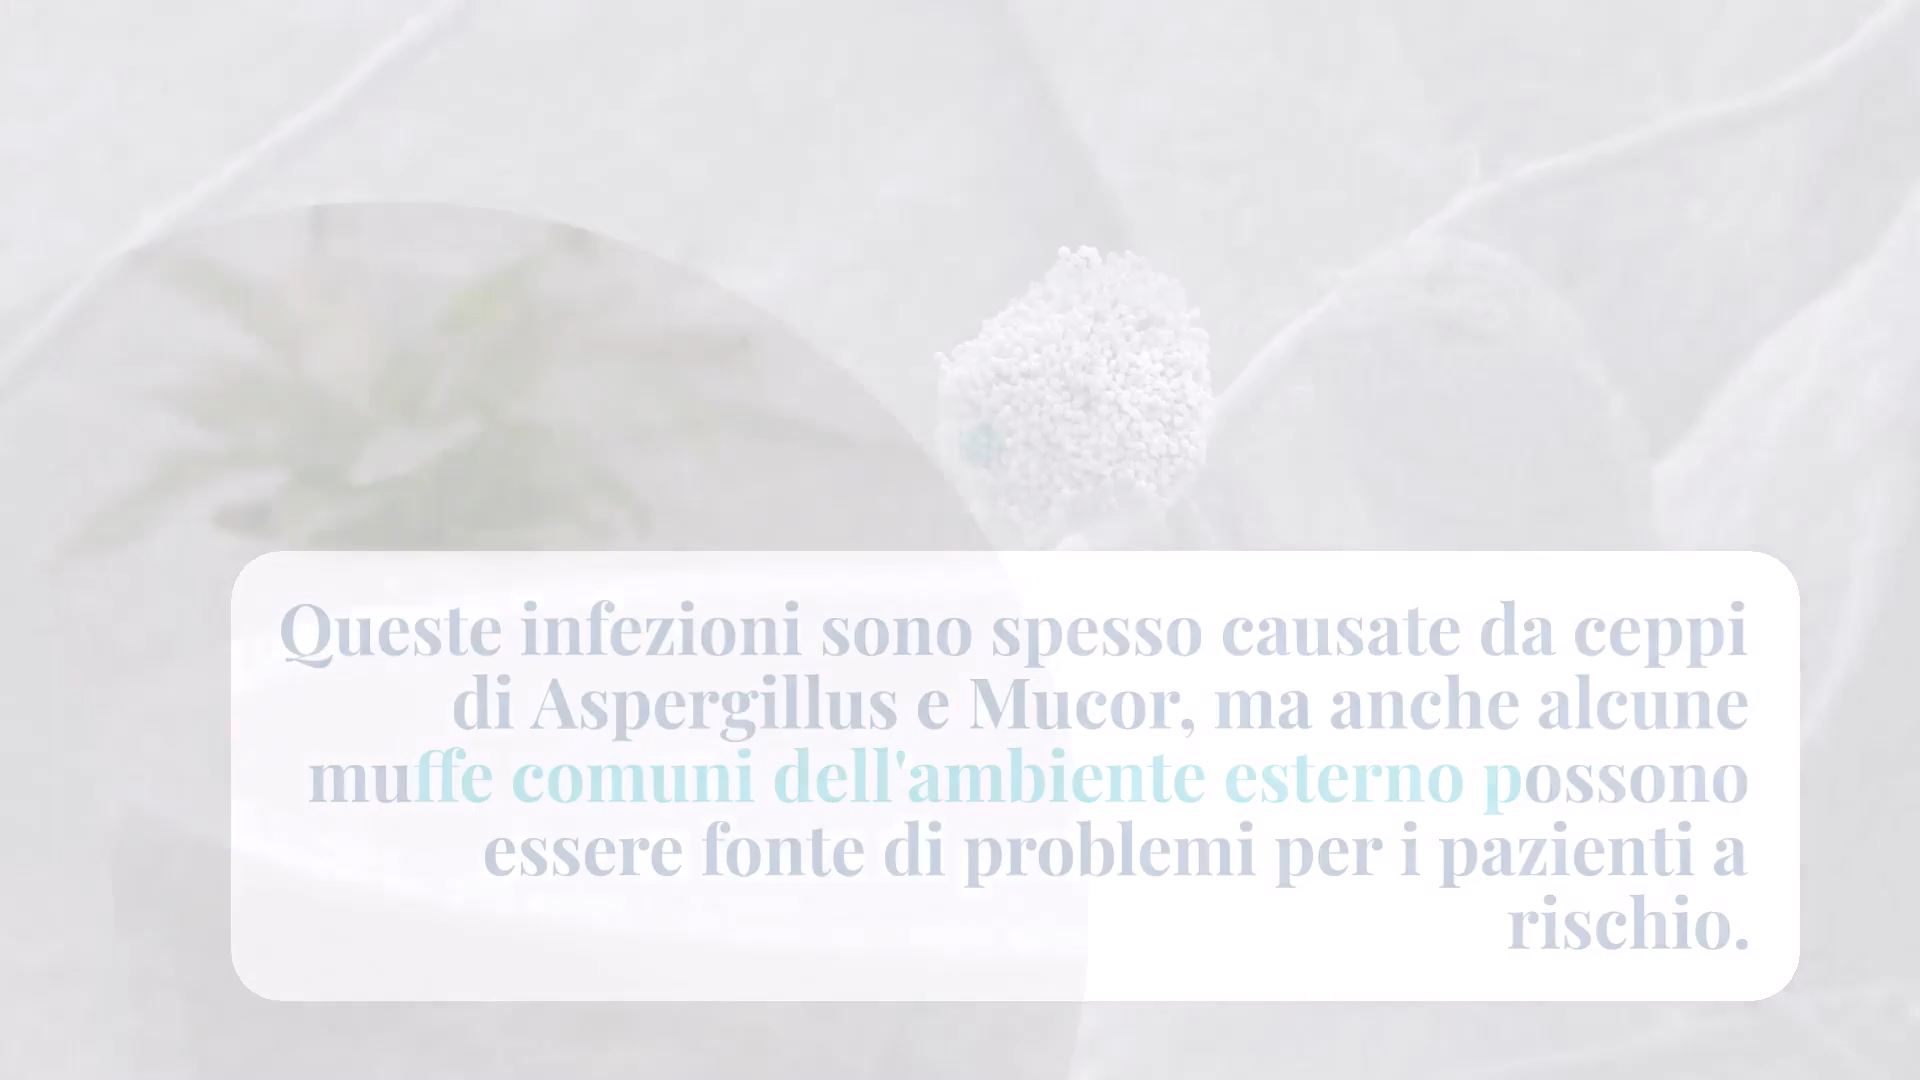 Queste infezioni sono spesso causate da ceppi
di Aspergillus e Mucor, ma anche alcune
muffe comuni dell'ambiente esterno possono
essere fonte di problemi per i pazienti a
rischio.